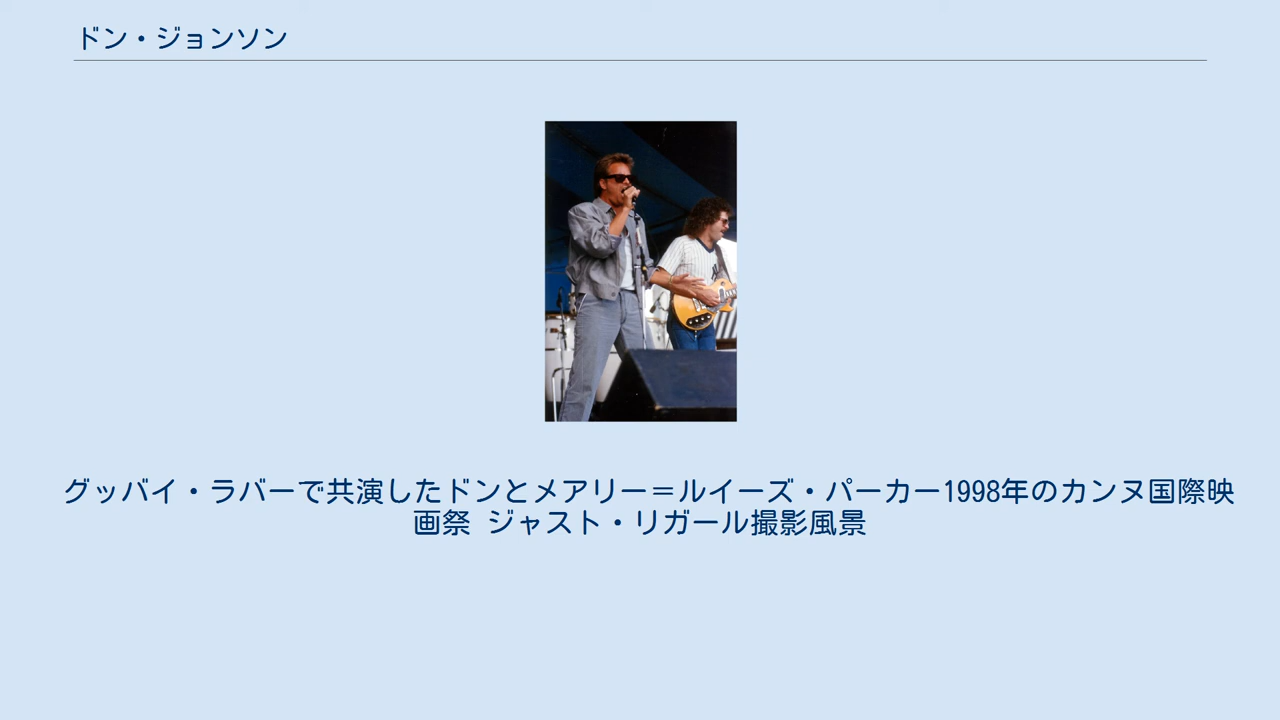 ドン・ジョンソン
グッバイ・ラバーで共演したドンとメアリー＝ルイーズ・パーカー1998年のカンヌ国際映
画祭 ジャスト・リガール撮影風景